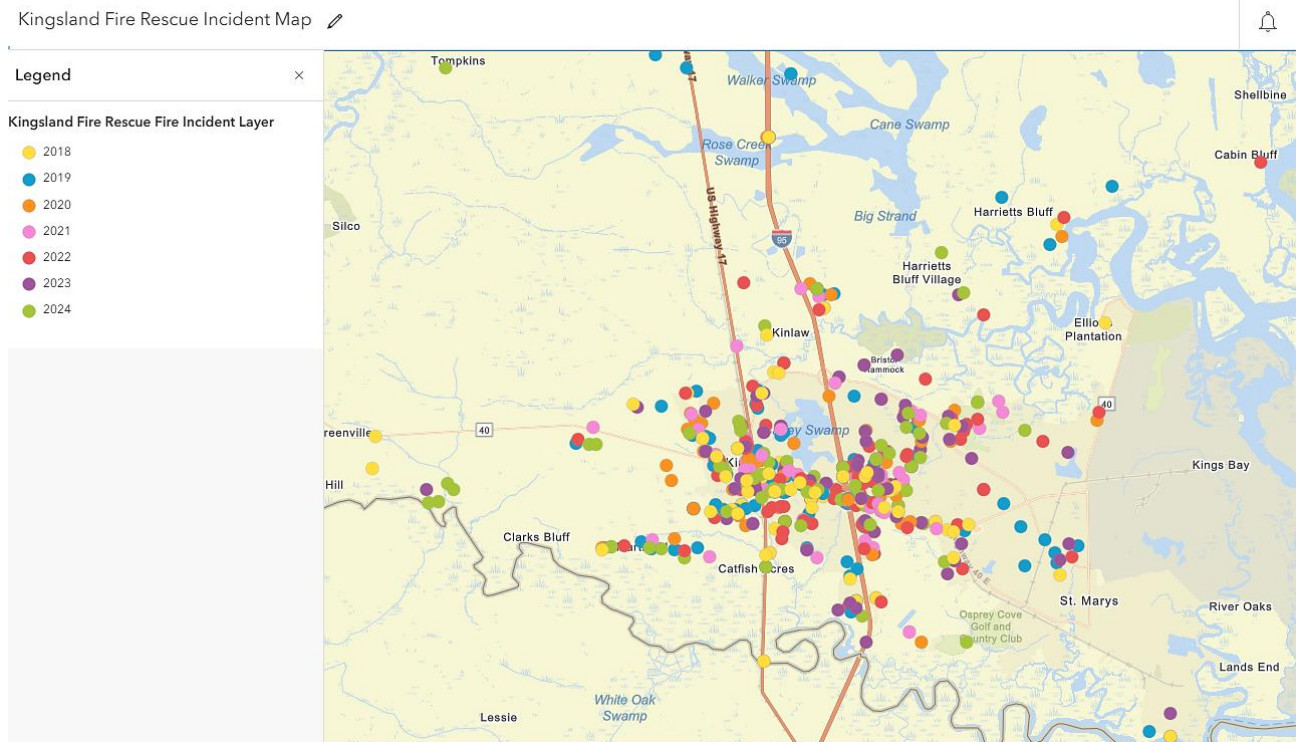 Kingsland Fire Rescue Incident Map
Legend
Kingsland Fire Rescue Fire Incident Layer
2018
2019
2020
2021
2022
2023
2024
Tompkins
Walker Swamp
Shellbine
Cane Swamp
Rose Creek
Swamp
Cabin Bluff
US Highway 17
Silco
Big Strand
Harrietts Bluff
95
Harrietts
Bluff Village
Kinlaw
Plantation
40
40
Kings Bay
Hill
Clarks Bluff
Catfish
St. Marys
River Oaks
Osprey Cove
Golf and
Country Club
Lands End
White Oak
Swamp
Lessie